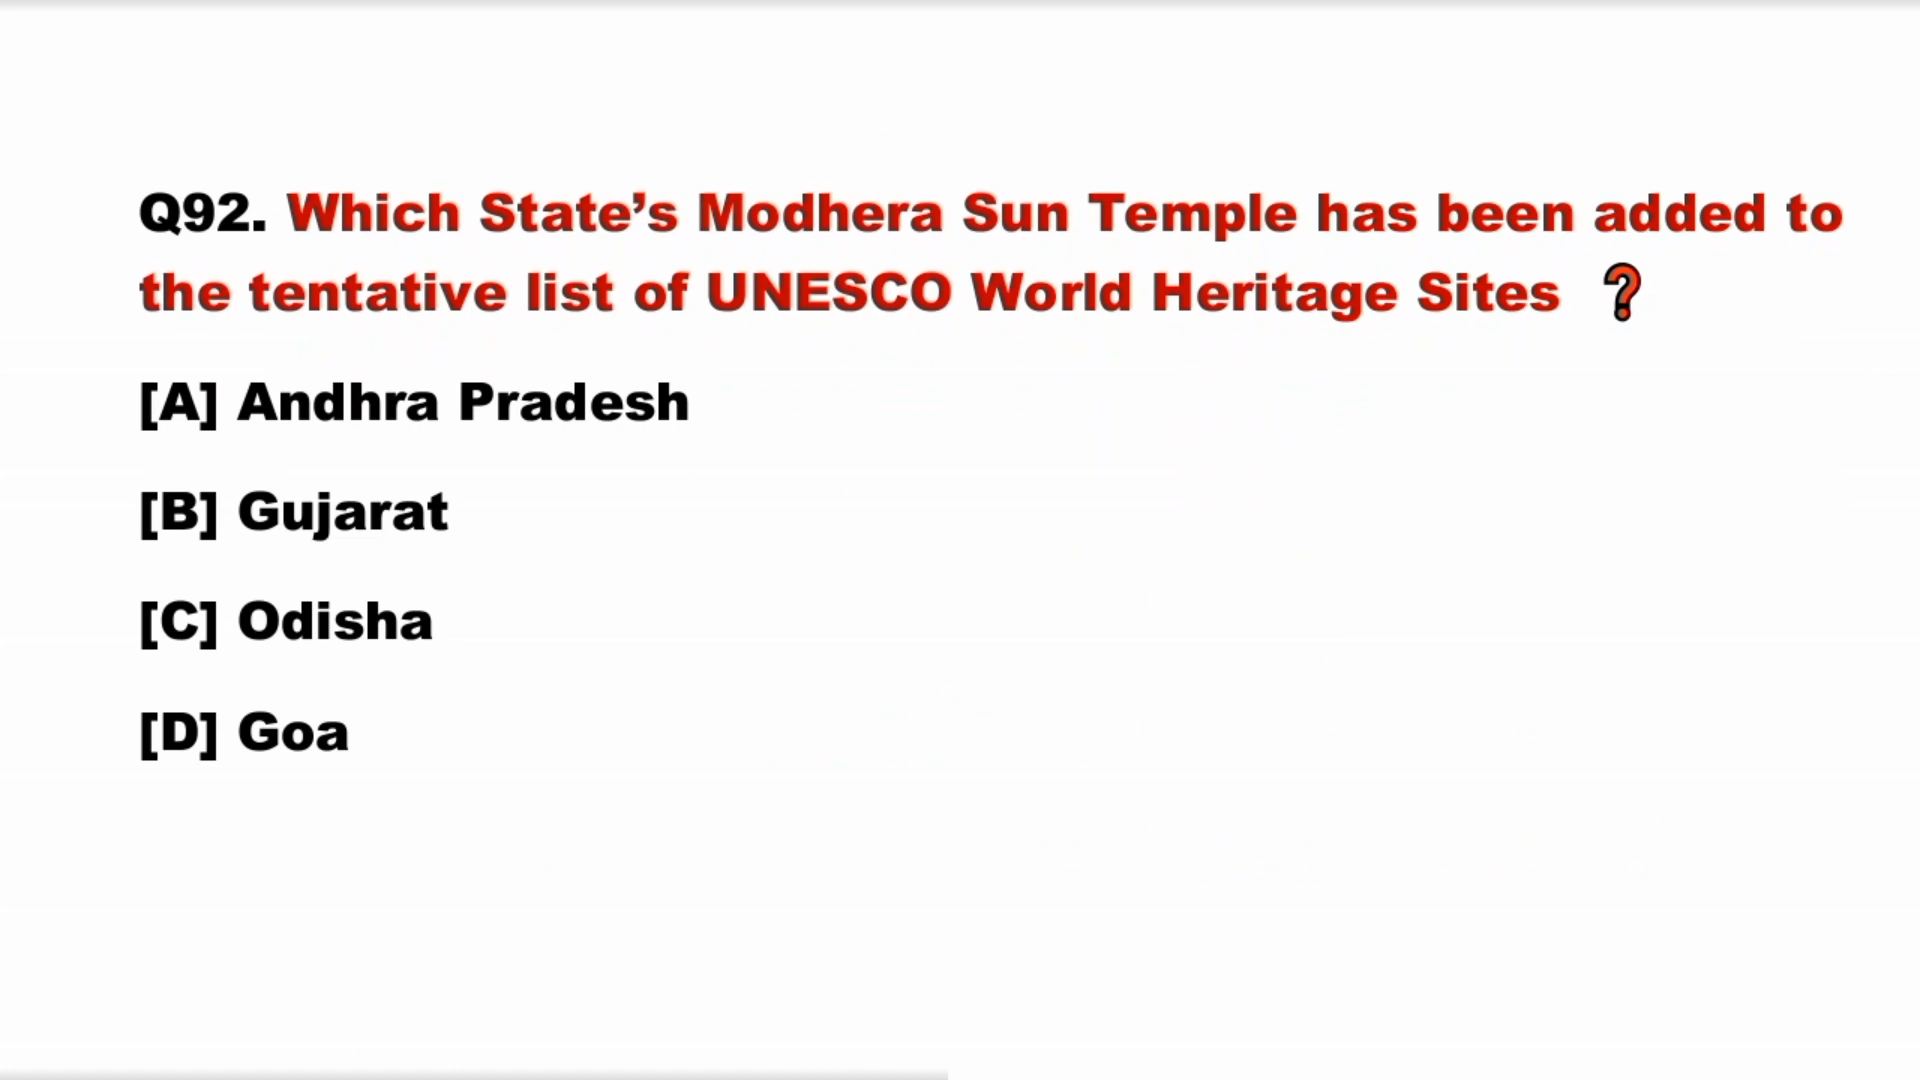 Q92. Which State’s Modhera Sun Temple has been added to
the tentative list of UNESCO World Heritage Sites ❓
[A] Andhra Pradesh
[B] Gujarat
[C] Odisha
[D] Goa